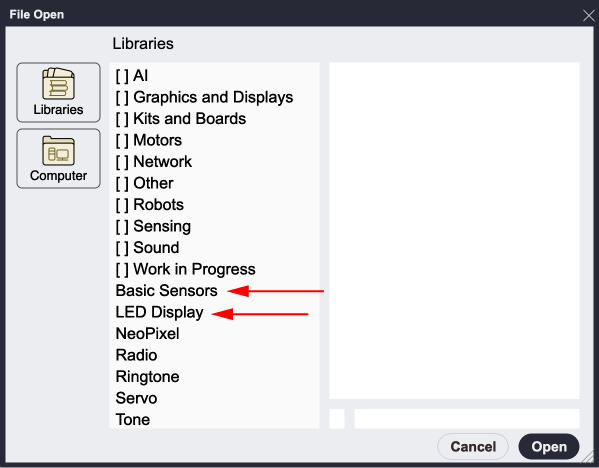 File Open
Libraries
Libraries
Computer
[ ] AI
[ ] Graphics and Displays
[ ] Kits and Boards
[ ] Motors
[ ] Network
[ ] Other
[ ] Robots
[ ] Sensing
[ ] Sound
[ ] Work in Progress
Basic Sensors
LED Display
NeoPixel
Radio
Ringtone
Servo
Tone
Cancel
Open